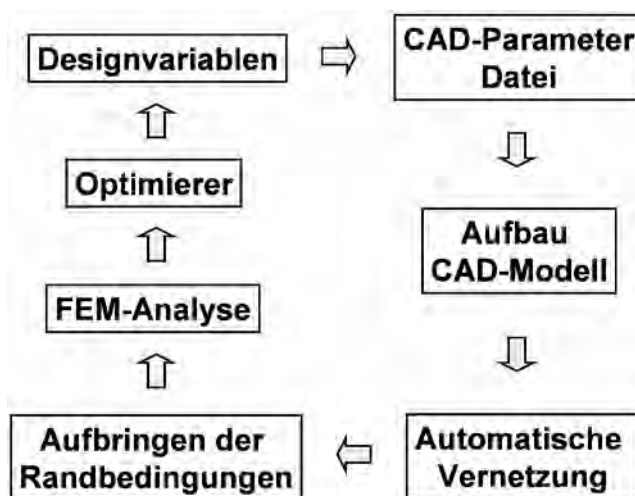 Designvariablen
CAD-Parameter
Datei
Aufbau
CAD-Modell
Automatische
Vernetzung
Aufbringen der
Randbedingungen
FEM-Analyse
Optimierer